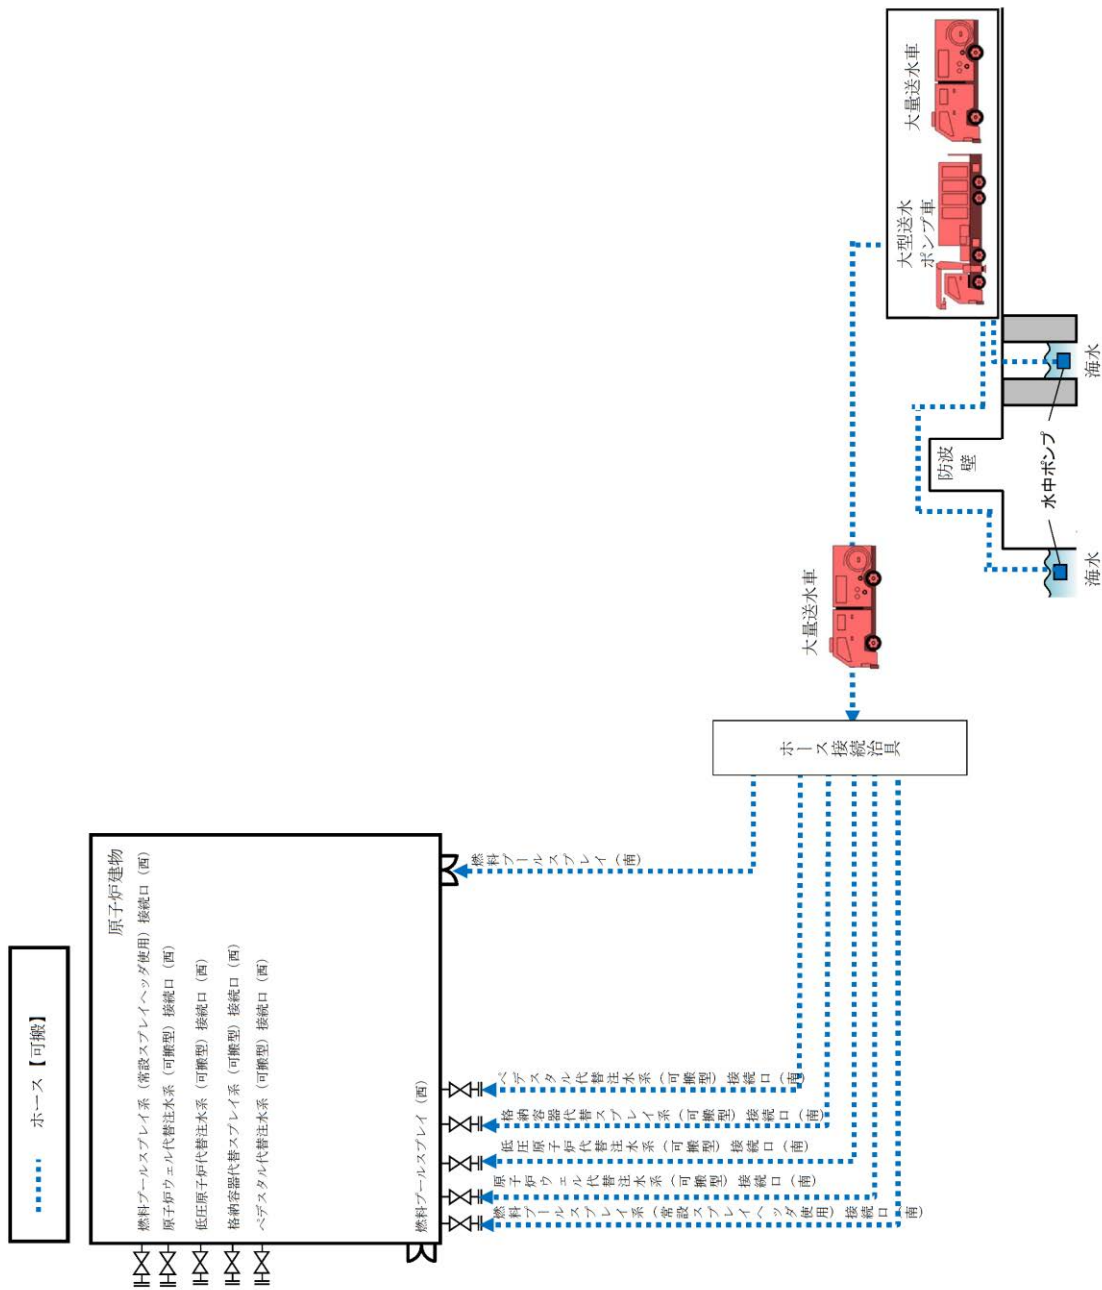 ホース【可搬】
原子炉建物
燃料プールスプレイ系（常設スプレイヘッダ使用）接続口（西）
原子炉ウェル代替注水系（可搬型）接続口（西）
低圧原子炉代替注水系（可搬型）接続口（西）
格納容器代替スプレイ系（可搬型）接続口（西）
ペデスタル代替注水系（可搬型）接続口（西）
燃料プールスプレイ（西）
燃料プールスプレイ（南）
ペデスタル代替注水系（可搬型）接続口（南）
格納容器代替スプレイ系（可搬型）接続口（南）
低圧原子炉代替注水系（可搬型）接続口（南）
原子炉ウェル代替注水系（可搬型）接続口（南）
燃料プールスプレイ系（常設スプレイヘッダ使用）接続口（南）
ホース接続治具
大量送水車
大型送水
ポンプ車
大量送水車
防波
壁
水中ポンプ
海水
海水